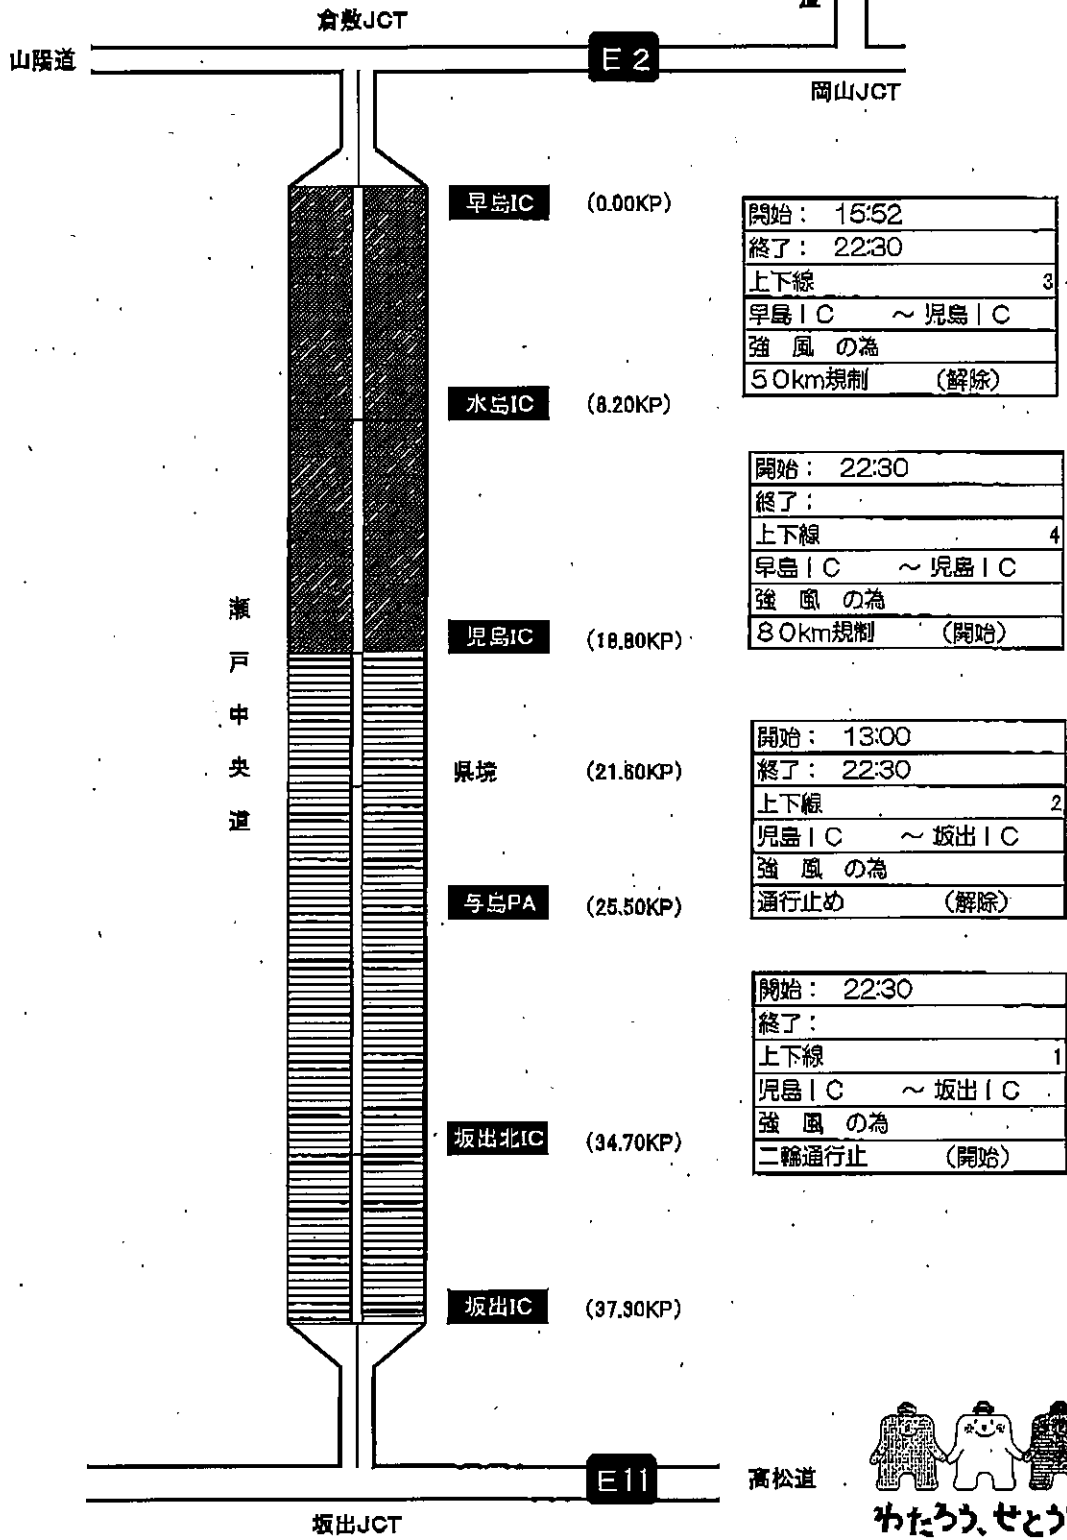 倉敷JCT
道
山陽道
E2
岡山JCT
早島IC (0.00KP)
開始： 15:52
終了： 22:30
上下線 3
早島IC ～児島IC
強 風 の為
50km規制 (解除)
水島IC (8.20KP)
開始： 22:30
終了：
上下線 4
早島IC ～児島IC
強 風 の為
80km規制 (開始)
瀬戸中央道
児島IC (18.80KP)
県境 (21.60KP)
開始： 13:00
終了： 22:30
上下線 2
児島IC ～坂出IC
強 風 の為
通行止め (解除)
与島PA (25.50KP)
開始： 22:30
終了：
上下線 1
児島IC ～坂出IC
強 風 の為
二輪通行止 (開始)
坂出北IC (34.70KP)
坂出IC (37.30KP)
E11
高松道
坂出JCT
わたろう、せとう